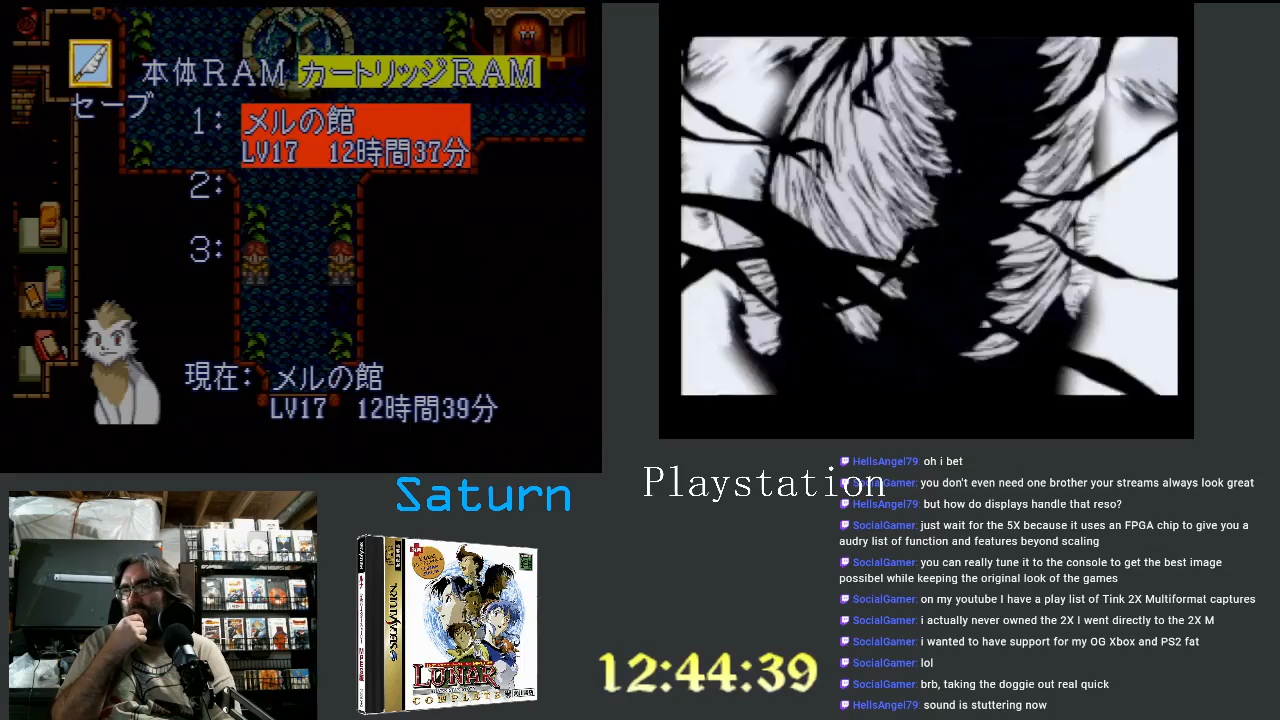 本体RAM カートリッジRAM
セーブ
1: メルの館
LV17 12時間37分
2:
3:
現在: メルの館
LV17 12時間39分
Saturn
Playstation
LUNAR
COMPLETE
12:44:39
HellsAngel79: oh i bet
SocialGamer: you don't even need one brother your streams always look great
HellsAngel79: but how do displays handle that reso?
SocialGamer: just wait for the 5X because it uses an FPGA chip to give you a
audry list of function and features beyond scaling
SocialGamer: you can really tune it to the console to get the best image
possibel while keeping the original look of the games
SocialGamer: on my youtube I have a play list of Tink 2X Multiformat captures
SocialGamer: i actually never owned the 2X I went directly to the 2X M
SocialGamer: i wanted to have support for my OG Xbox and PS2 fat
SocialGamer: lol
SocialGamer: brb, taking the doggie out real quick
HellsAngel79: sound is stuttering now